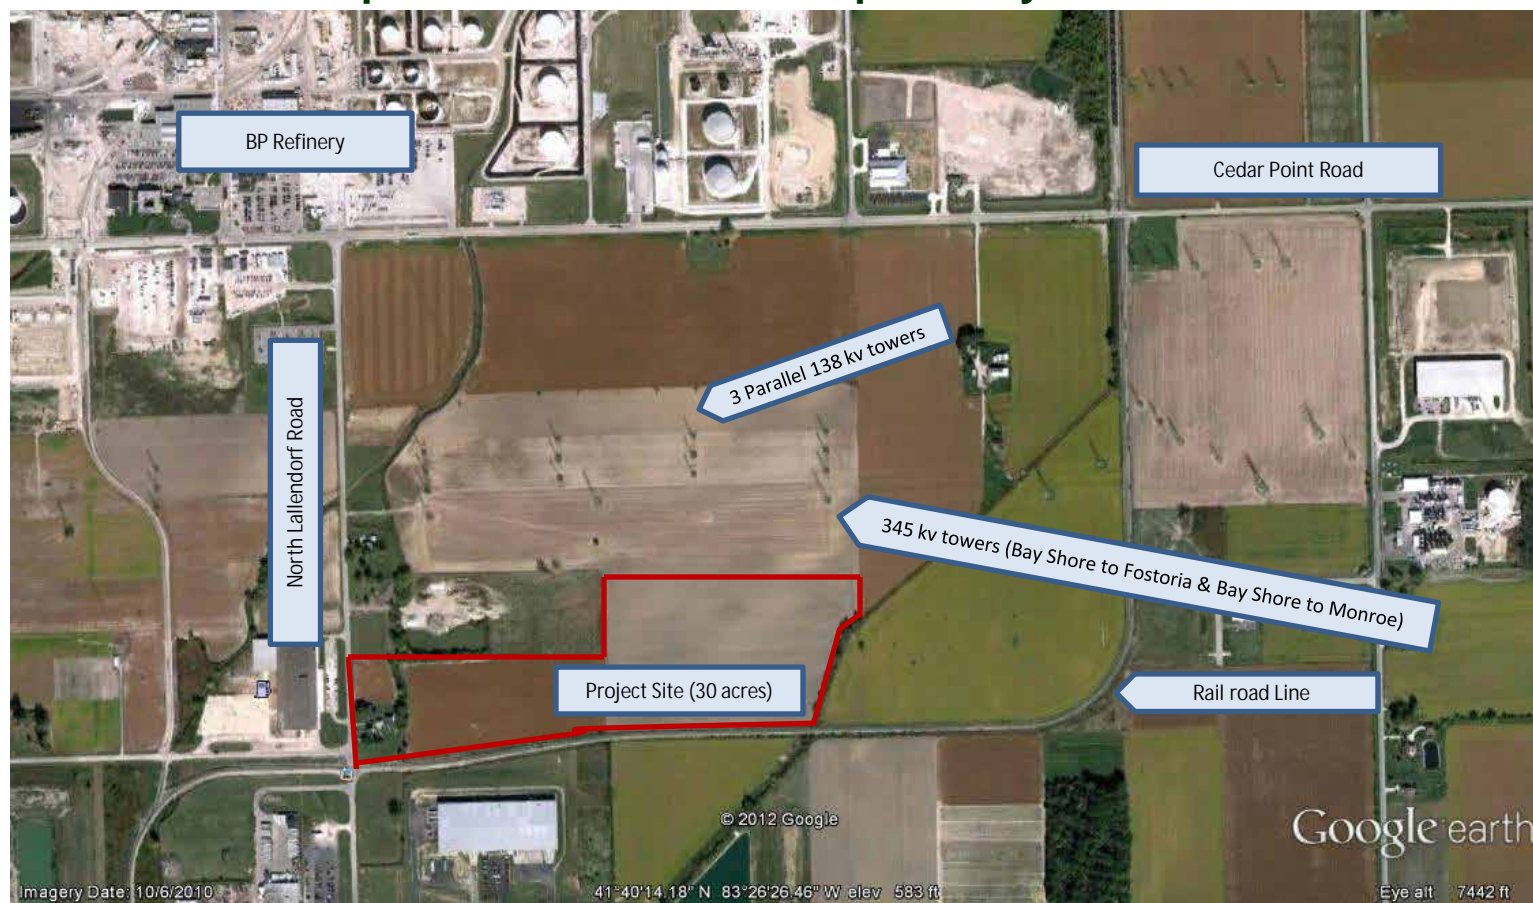 BP Refinery
Cedar Point Road
3 Parallel 138 kv towers
North Lallendorf Road
345 kv towers (Bay Shore to Fostoria & Bay Shore to Monroe)
Project Site (30 acres)
Rail road Line
© 2012 Google
Google earth
Imagery Date: 10/6/2010
41°40'14.18" N 83°26'26.46" W elev 583 ft
Eye alt 7442 ft